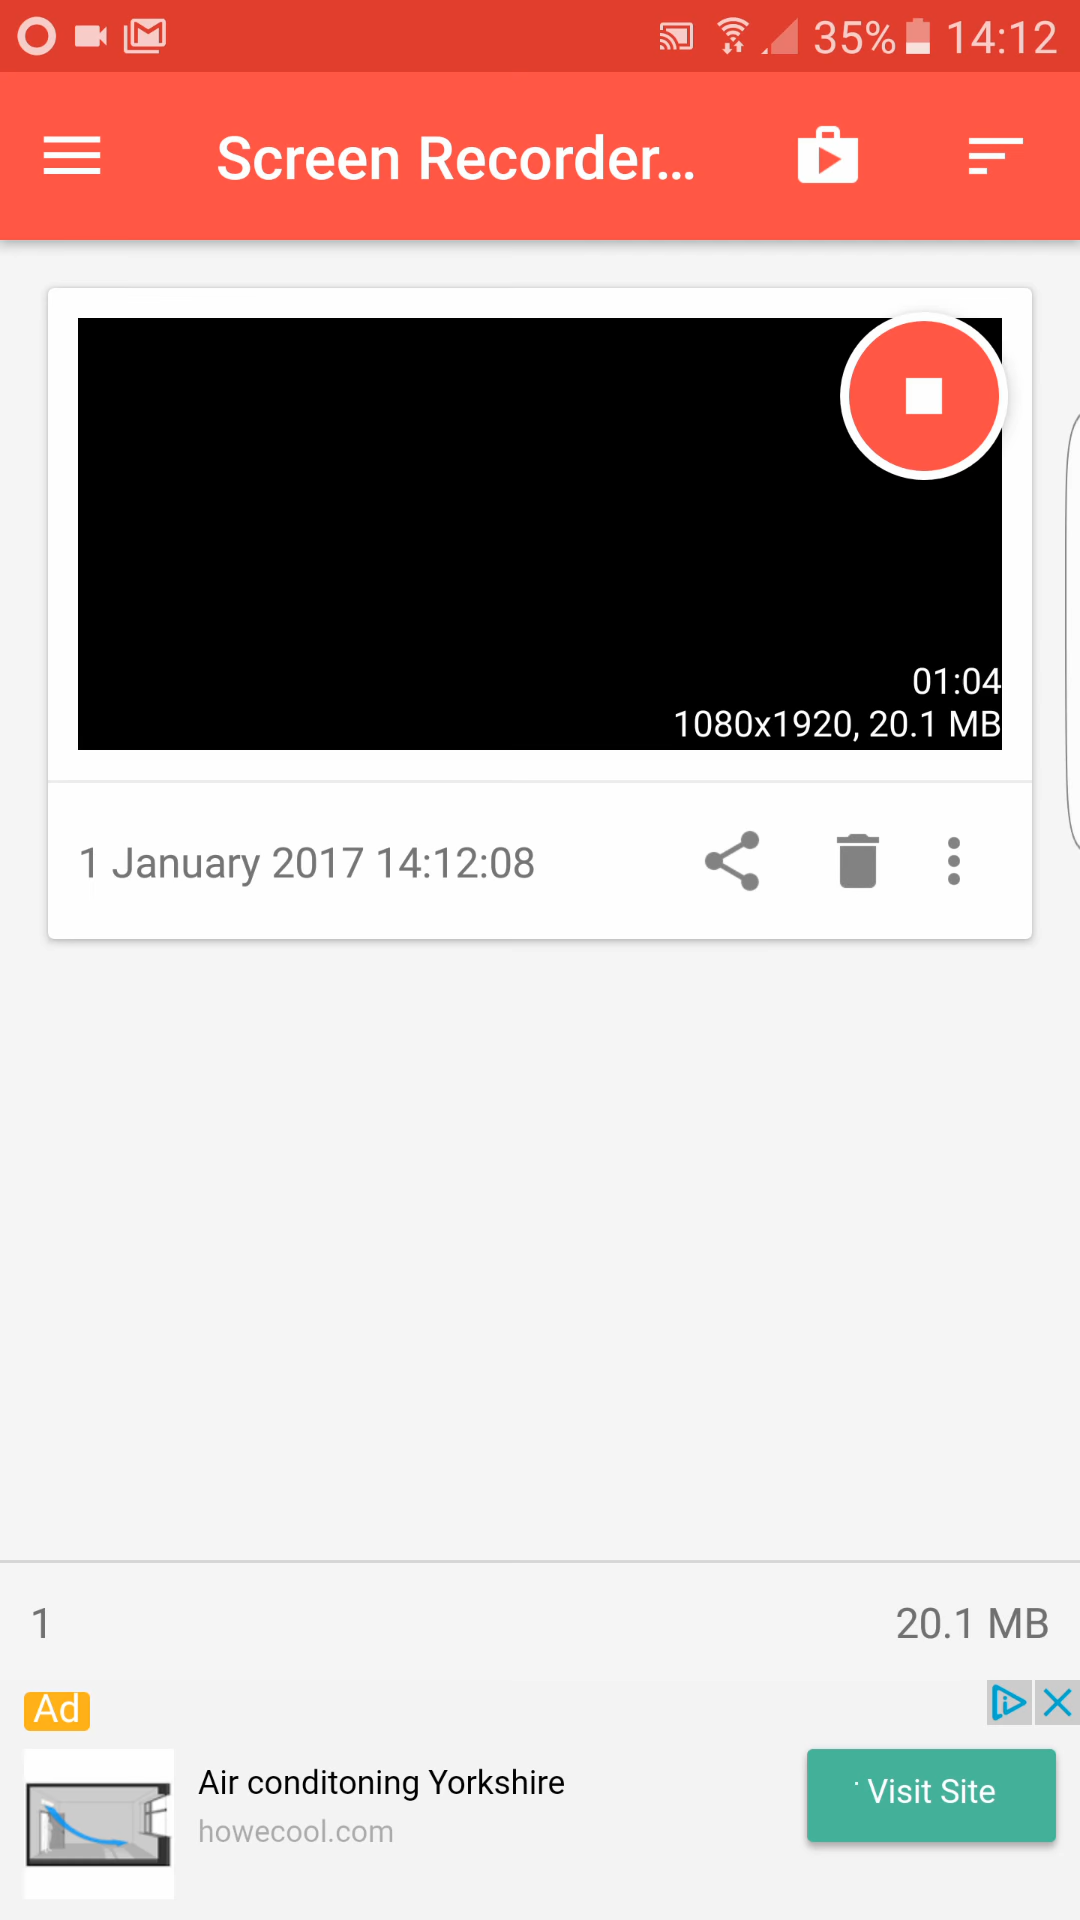 35% 14:12
Screen Recorder...
01:04
1080x1920, 20.1 MB
1 January 2017 14:12:08
1 20.1 MB
Ad
Air conditoning Yorkshire
Visit Site
howecool.com